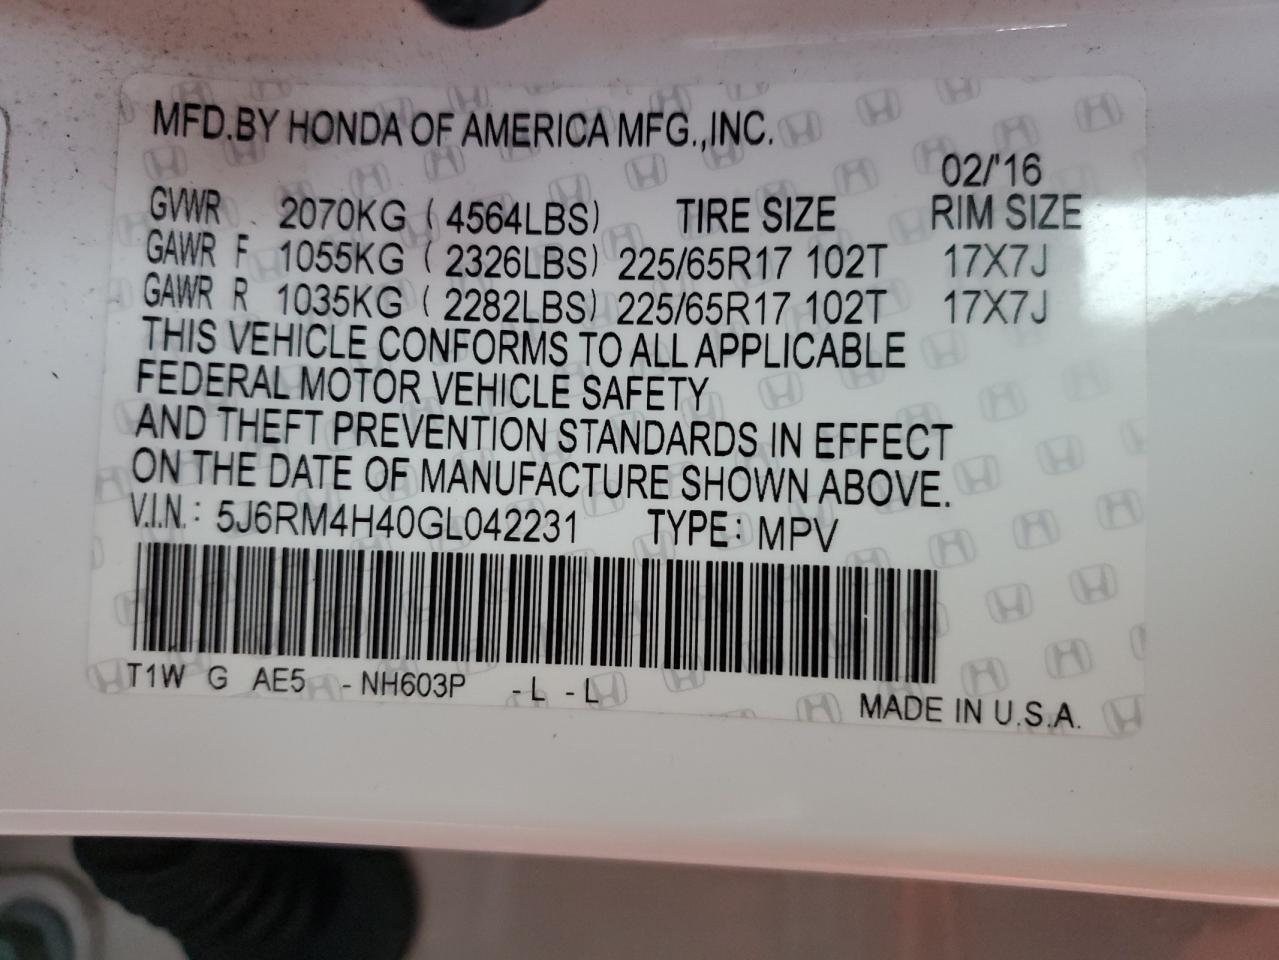 MFD.BY HONDA OF AMERICA MFG.,INC.
02/'16
GVWR 2070KG ( 4564LBS) TIRE SIZE RIM SIZE
GAWR F 1055KG ( 2326LBS) 225/65R17 102T 17X7J
GAWR R 1035KG ( 2282LBS) 225/65R17 102T 17X7J
THIS VEHICLE CONFORMS TO ALL APPLICABLE
FEDERAL MOTOR VEHICLE SAFETY
AND THEFT PREVENTION STANDARDS IN EFFECT
ON THE DATE OF MANUFACTURE SHOWN ABOVE.
V.I.N.: 5J6RM4H40GL042231 TYPE: MPV
T1W G AE5 -NH603P -L -L
MADE IN U.S.A.